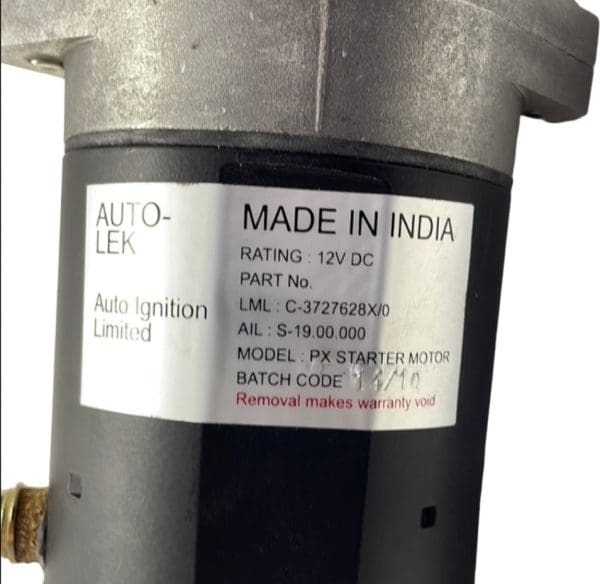 AUTO-
LEK
Auto Ignition
Limited
MADE IN INDIA
RATING : 12V DC
PART No.
LML : C-3727628X/0
AIL : S-19.00.000
MODEL : PX STARTER MOTOR
BATCH CODE
Removal makes warranty void